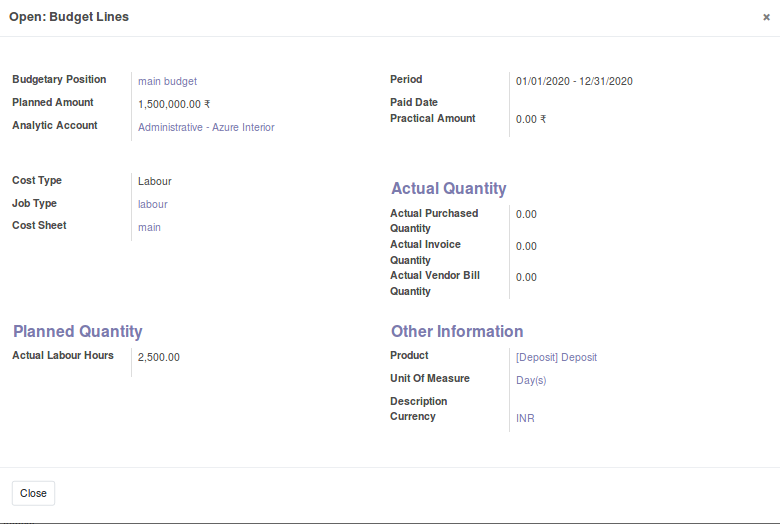 Open: Budget Lines ×
Budgetary Position main budget
Planned Amount 1,500,000.00 ₹
Analytic Account Administrative - Azure Interior
Period 01/01/2020 - 12/31/2020
Paid Date
Practical Amount 0.00 ₹
Cost Type Labour
Job Type labour
Cost Sheet main
Actual Quantity
Actual Purchased 0.00
Quantity
Actual Invoice 0.00
Quantity
Actual Vendor Bill 0.00
Quantity
Planned Quantity
Actual Labour Hours 2,500.00
Other Information
Product [Deposit] Deposit
Unit Of Measure Day(s)
Description
Currency INR
Close